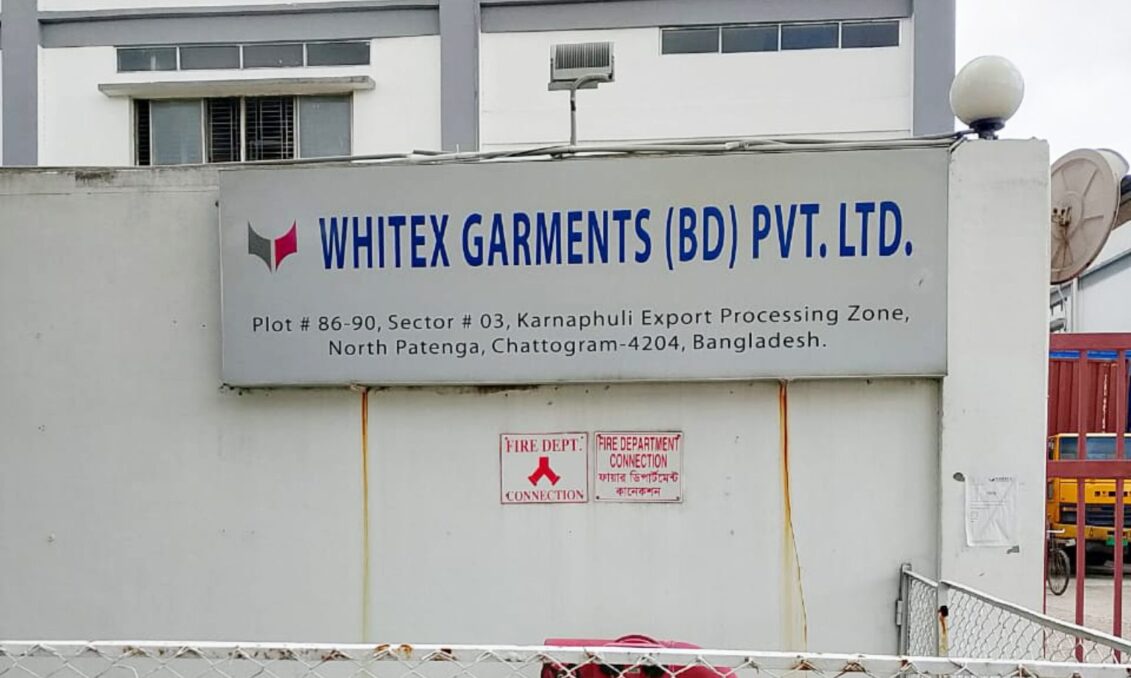 WHITEX GARMENTS (BD) PVT. LTD.
Plot # 86-90, Sector # 03, Karnaphuli Export Processing Zone,
North Patenga, Chattogram-4204, Bangladesh.
FIRE DEPT.
CONNECTION
FIRE DEPARTMENT
CONNECTION
ফায়ার ডিপার্টমেন্ট
কানেকশন